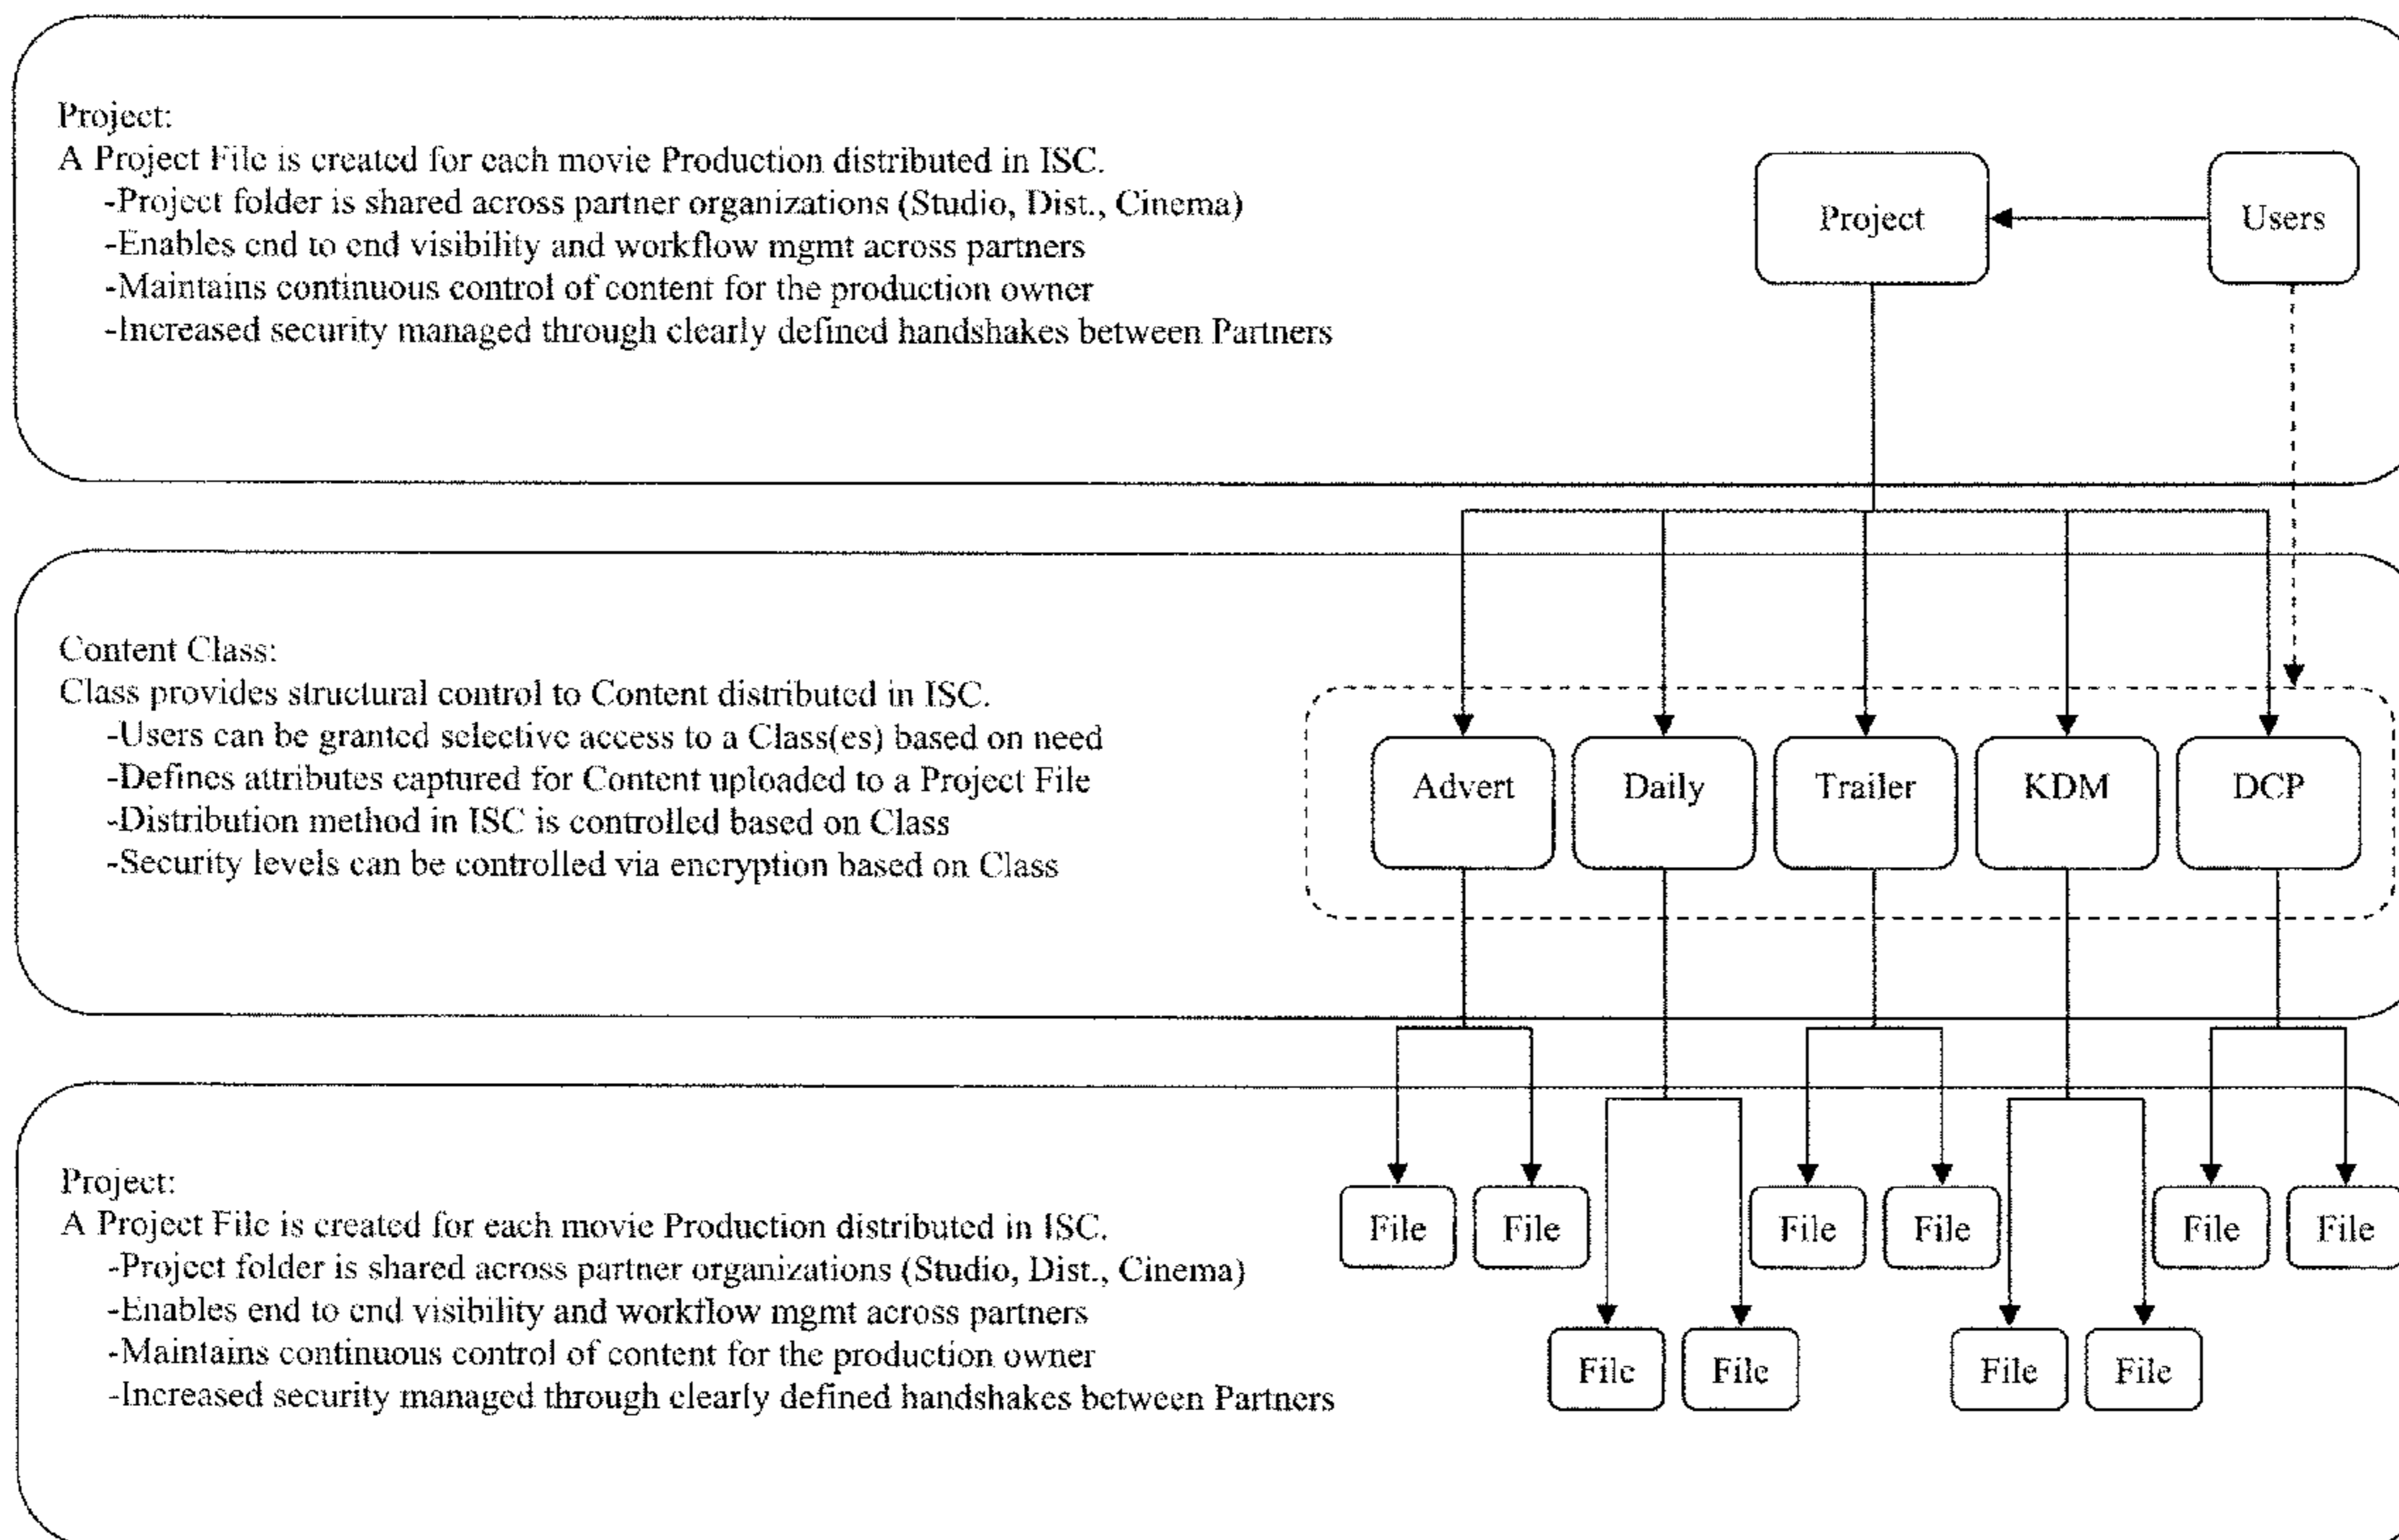 Project:
A Project File is created for each movie Production distributed in ISC.
-Project folder is shared across partner organizations (Studio, Dist., Cinema)
-Enables end to end visibility and workflow mgmt across partners
-Maintains continuous control of content for the production owner
-Increased security managed through clearly defined handshakes between Partners
Project
Users
Content Class:
Class provides structural control to Content distributed in ISC.
-Users can be granted selective access to a Class(es) based on need
-Defines attributes captured for Content uploaded to a Project File
-Distribution method in ISC is controlled based on Class
-Security levels can be controlled via encryption based on Class
Advert
Daily
Trailer
KDM
DCP
Project:
A Project File is created for each movie Production distributed in ISC.
-Project folder is shared across partner organizations (Studio, Dist., Cinema)
-Enables end to end visibility and workflow mgmt across partners
-Maintains continuous control of content for the production owner
-Increased security managed through clearly defined handshakes between Partners
File
File
File
File
File
File
File
File
File
File